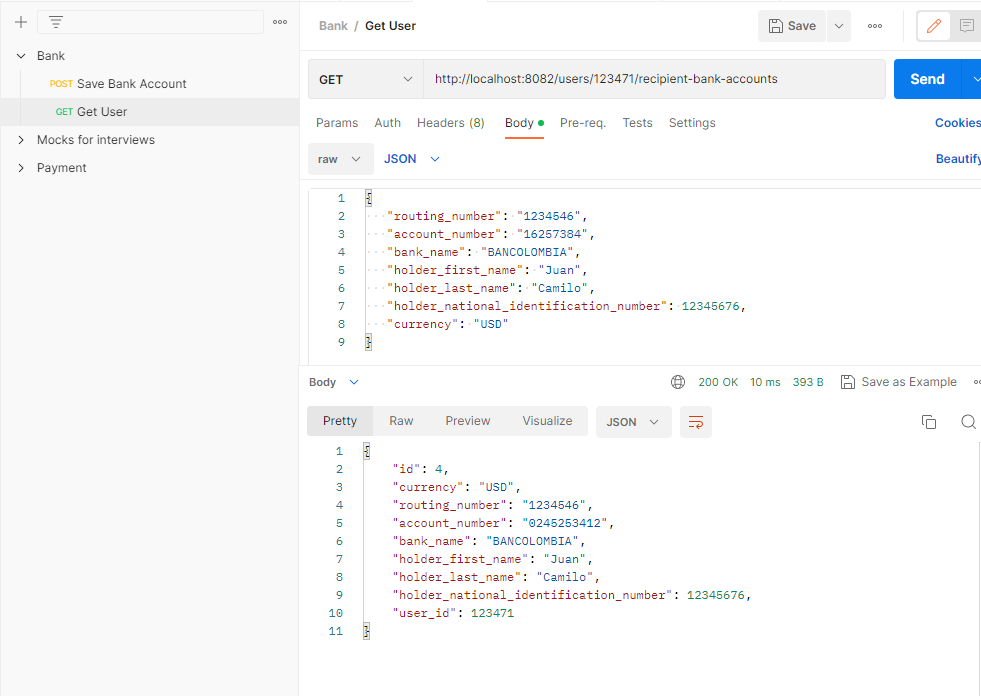 Bank / Get User
Save
Bank
POST Save Bank Account
GET Get User
Mocks for interviews
Payment
GET
http://localhost:8082/users/123471/recipient-bank-accounts
Send
Params Auth Headers (8) Body Pre-req. Tests Settings Cookies
raw JSON Beautify
1 {
2 "routing_number": "1234546",
3 "account_number": "16257384",
4 "bank_name": "BANCOLOMBIA",
5 "holder_first_name": "Juan",
6 "holder_last_name": "Camilo",
7 "holder_national_identification_number": 12345676,
8 "currency": "USD"
9 }
Body 200 OK 10 ms 393 B Save as Example
Pretty Raw Preview Visualize JSON
1 {
2 "id": 4,
3 "currency": "USD",
4 "routing_number": "1234546",
5 "account_number": "0245253412",
6 "bank_name": "BANCOLOMBIA",
7 "holder_first_name": "Juan",
8 "holder_last_name": "Camilo",
9 "holder_national_identification_number": 12345676,
10 "user_id": 123471
11 }